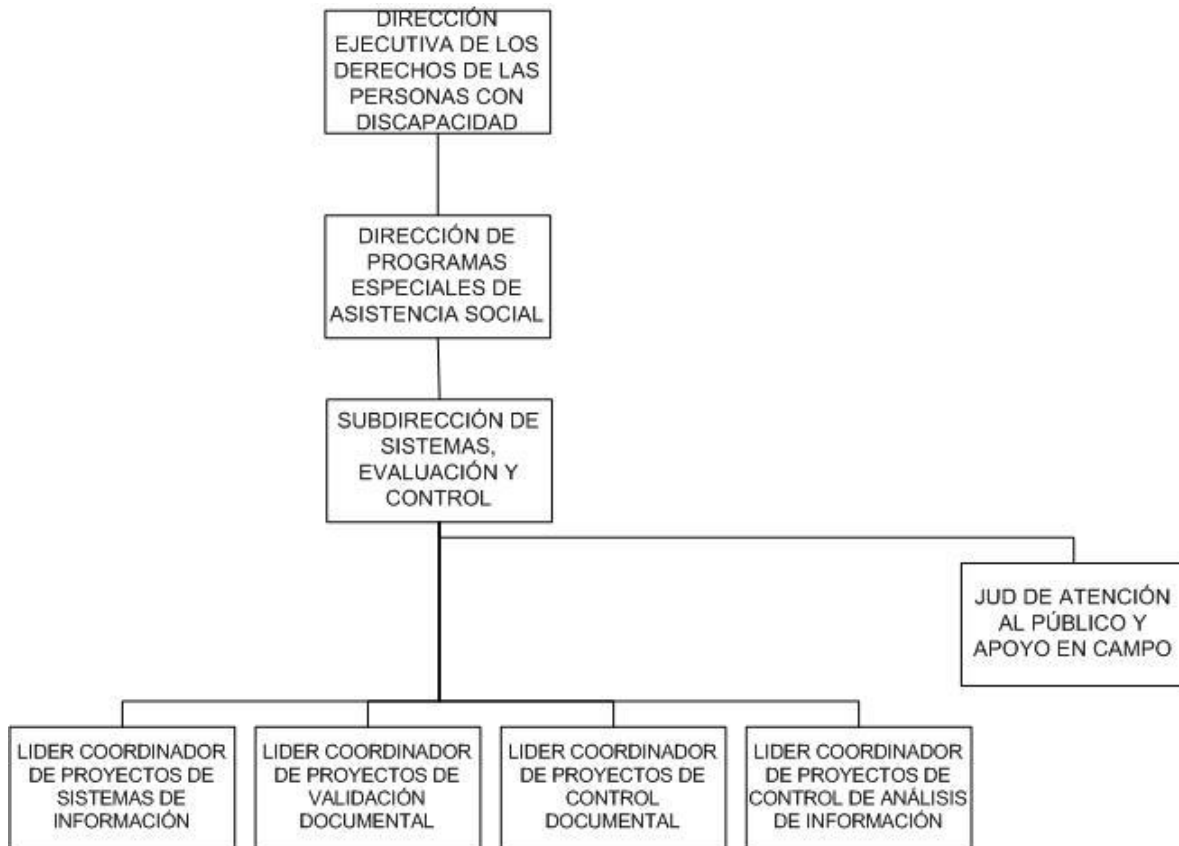 DIRECCIÓN
EJECUTIVA DE LOS
DERECHOS DE LAS
PERSONAS CON
DISCAPACIDAD
DIRECCIÓN DE
PROGRAMAS
ESPECIALES DE
ASISTENCIA SOCIAL
SUBDIRECCIÓN DE
SISTEMAS,
EVALUACIÓN Y
CONTROL
JUD DE ATENCIÓN
AL PÚBLICO Y
APOYO EN CAMPO
LIDER COORDINADOR
DE PROYECTOS DE
SISTEMAS DE
INFORMACIÓN
LIDER COORDINADOR
DE PROYECTOS DE
VALIDACIÓN
DOCUMENTAL
LIDER COORDINADOR
DE PROYECTOS DE
CONTROL
DOCUMENTAL
LIDER COORDINADOR
DE PROYECTOS DE
CONTROL DE ANÁLISIS
DE INFORMACIÓN